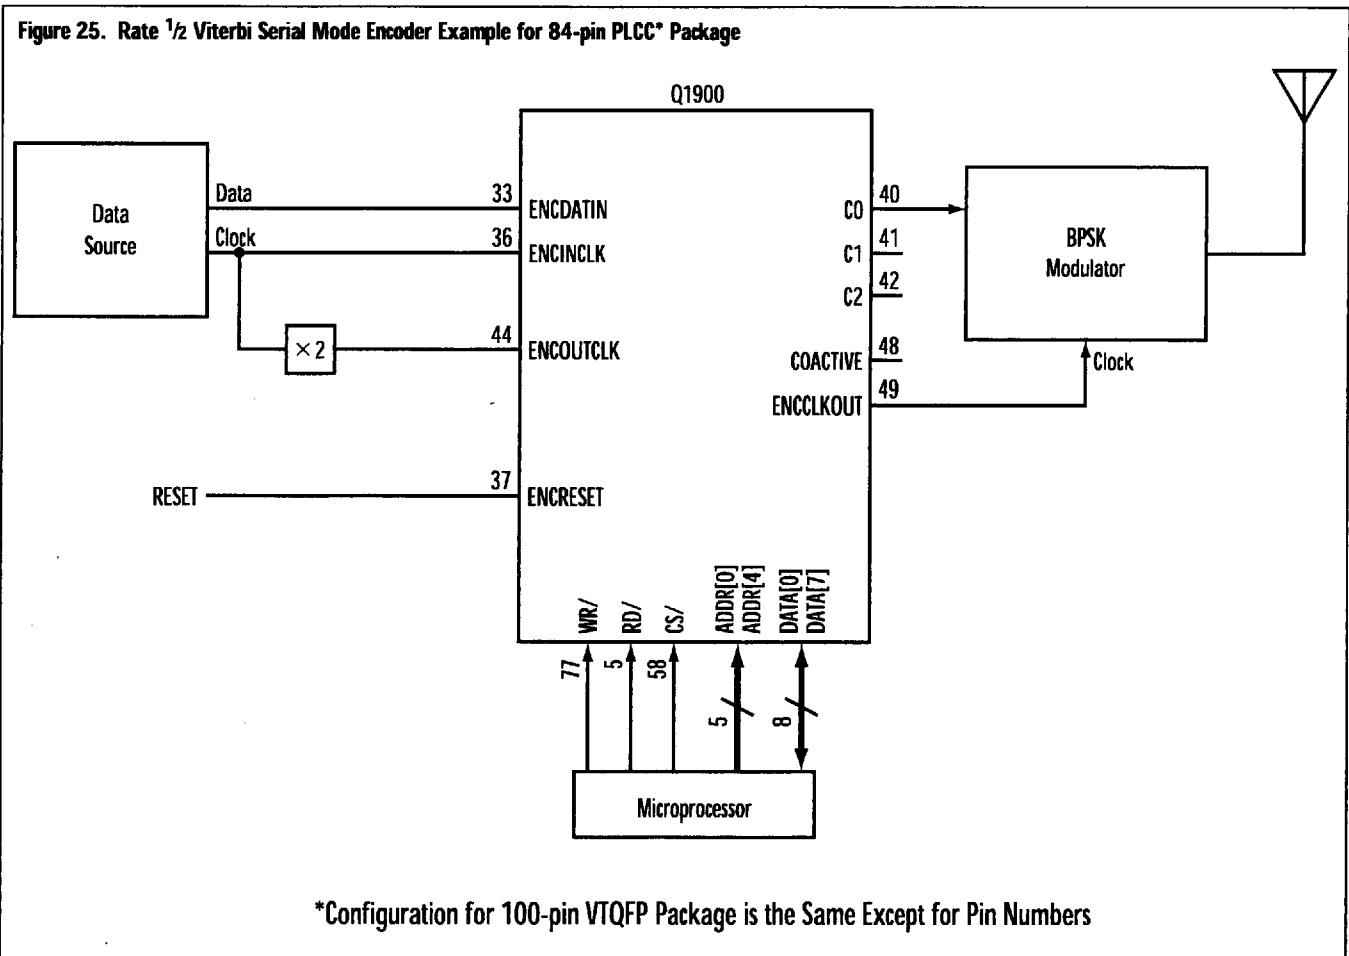 Figure 25. Rate 1/2 Viterbi Serial Mode Encoder Example for 84-pin PLCC* Package
Q1900
Data
Source
Data
Clock
×2
33
36
44
37
RESET
ENCDATIN
ENCINCLK
ENCOUTCLK
ENCRESET
C0
C1
C2
COACTIVE
ENCCLKOUT
40
41
42
48
49
BPSK
Modulator
Clock
WR/
RD/
CS/
ADDR[0]
ADDR[4]
DATA[0]
DATA[7]
77
5
58
5
8
Microprocessor
*Configuration for 100-pin VTQFP Package is the Same Except for Pin Numbers